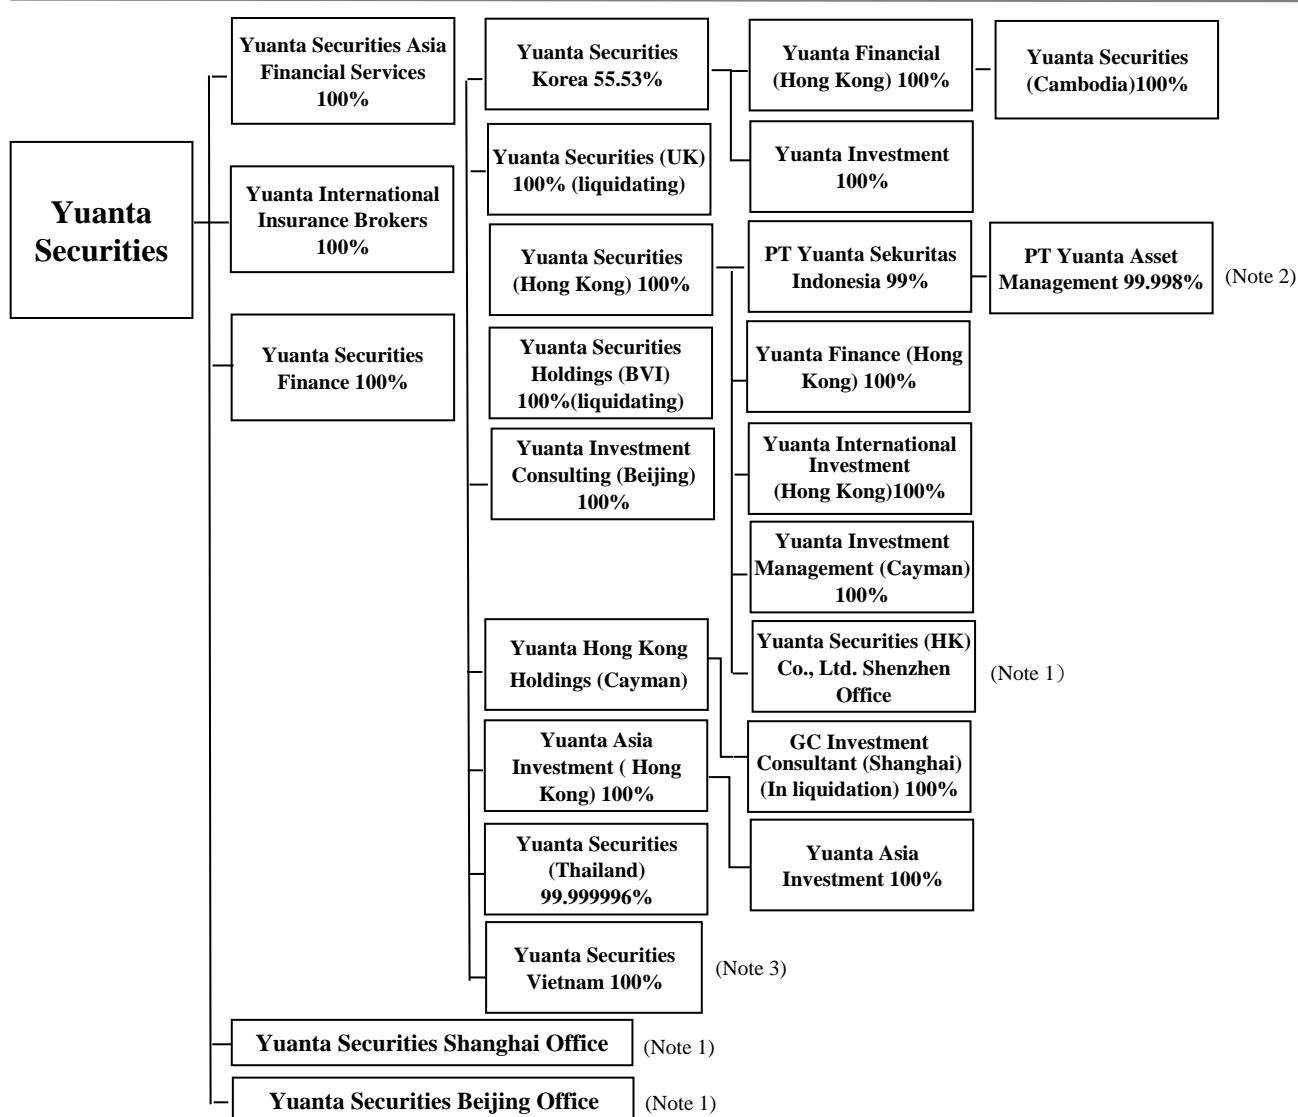 Yuanta
Securities
Yuanta Securities Asia
Financial Services
100%
Yuanta International
Insurance Brokers
100%
Yuanta Securities
Finance 100%
Yuanta Securities
Korea 55.53%
Yuanta Securities (UK)
100% (liquidating)
Yuanta Securities
(Hong Kong) 100%
Yuanta Securities
Holdings (BVI)
100%(liquidating)
Yuanta Investment
Consulting (Beijing)
100%
Yuanta Hong Kong
Holdings (Cayman)
Yuanta Asia
Investment ( Hong
Kong) 100%
Yuanta Securities
(Thailand)
99.999996%
Yuanta Securities
Vietnam 100%
(Note 3)
Yuanta Financial
(Hong Kong) 100%
Yuanta Investment
100%
PT Yuanta Sekuritas
Indonesia 99%
Yuanta Finance (Hong
Kong) 100%
Yuanta International
Investment
(Hong Kong)100%
Yuanta Investment
Management (Cayman)
100%
Yuanta Securities (HK)
Co., Ltd. Shenzhen
Office
(Note 1）
GC Investment
Consultant (Shanghai)
(In liquidation) 100%
Yuanta Asia
Investment 100%
Yuanta Securities
(Cambodia)100%
PT Yuanta Asset
Management 99.998%
(Note 2)
Yuanta Securities Shanghai Office
(Note 1)
Yuanta Securities Beijing Office
(Note 1)